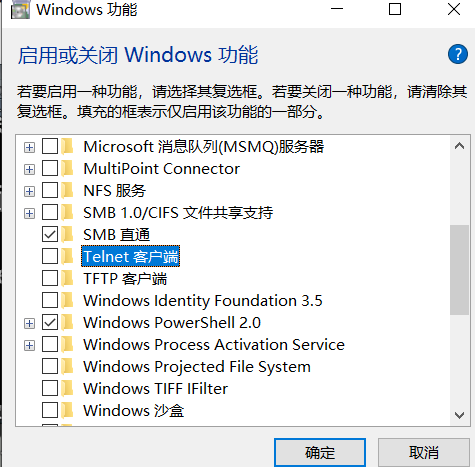 Windows 功能
启用或关闭 Windows 功能
?
若要启用一种功能，请选择其复选框。若要关闭一种功能，请清除其
复选框。填充的框表示仅启用该功能的一部分。
Microsoft 消息队列(MSMQ)服务器
MultiPoint Connector
NFS 服务
SMB 1.0/CIFS 文件共享支持
SMB 直通
Telnet 客户端
TFTP 客户端
Windows Identity Foundation 3.5
Windows PowerShell 2.0
Windows Process Activation Service
Windows Projected File System
Windows TIFF IFilter
Windows 沙盒
确定
取消